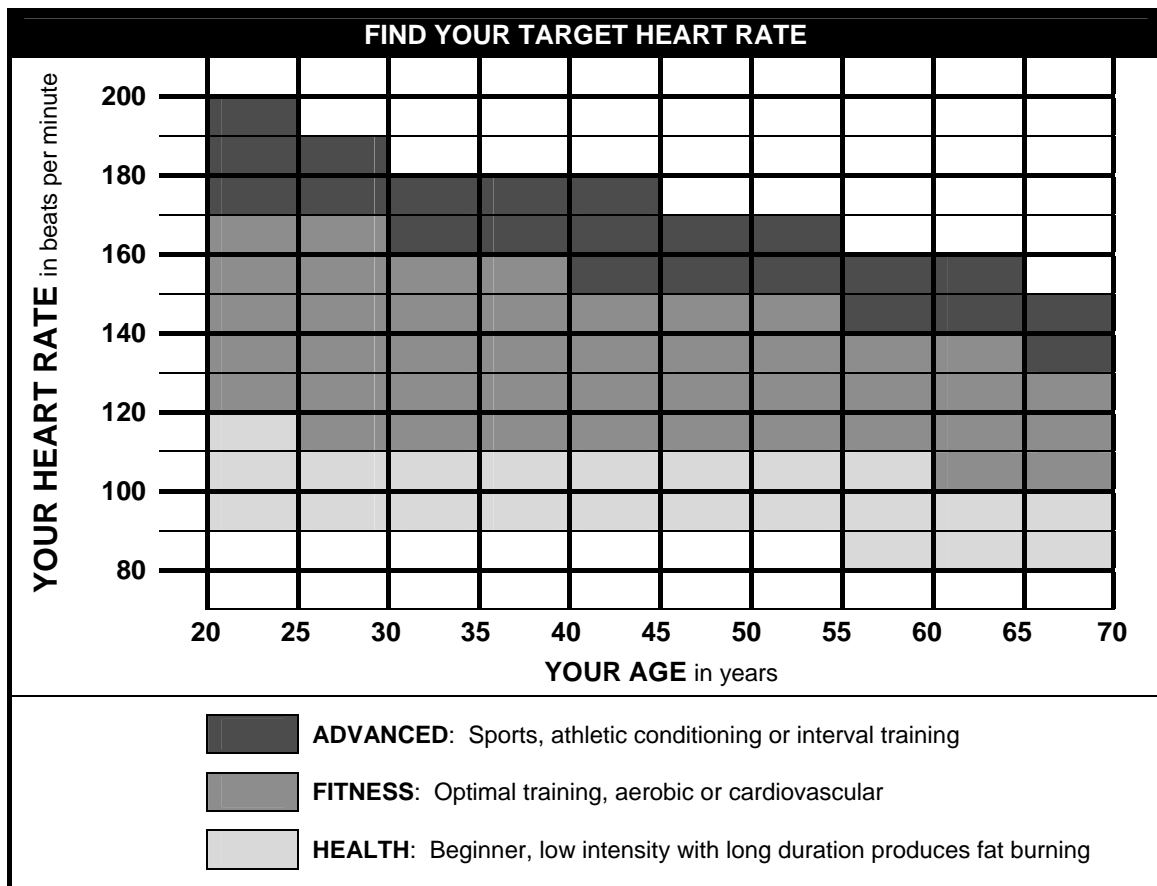 FIND YOUR TARGET HEART RATE
YOUR HEART RATE in beats per minute
200
180
160
140
120
100
80
20 25 30 35 40 45 50 55 60 65 70
YOUR AGE in years
ADVANCED: Sports, athletic conditioning or interval training
FITNESS: Optimal training, aerobic or cardiovascular
HEALTH: Beginner, low intensity with long duration produces fat burning